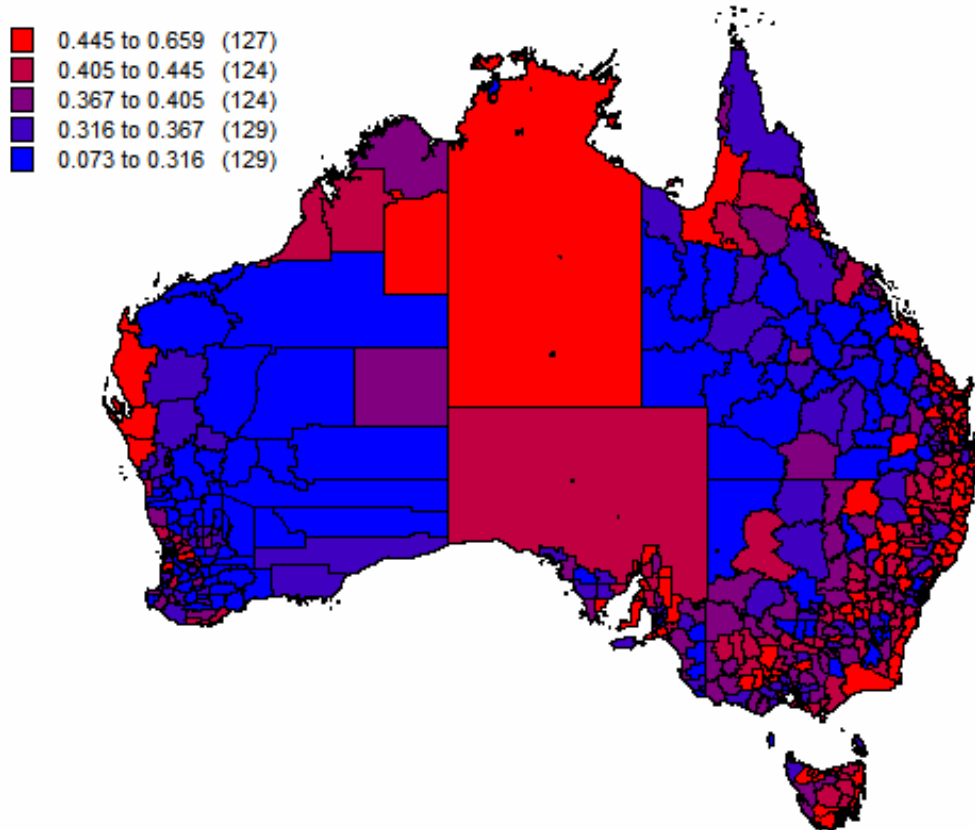 0.445 to 0.659 (127)
0.405 to 0.445 (124)
0.367 to 0.405 (124)
0.316 to 0.367 (129)
0.073 to 0.316 (129)